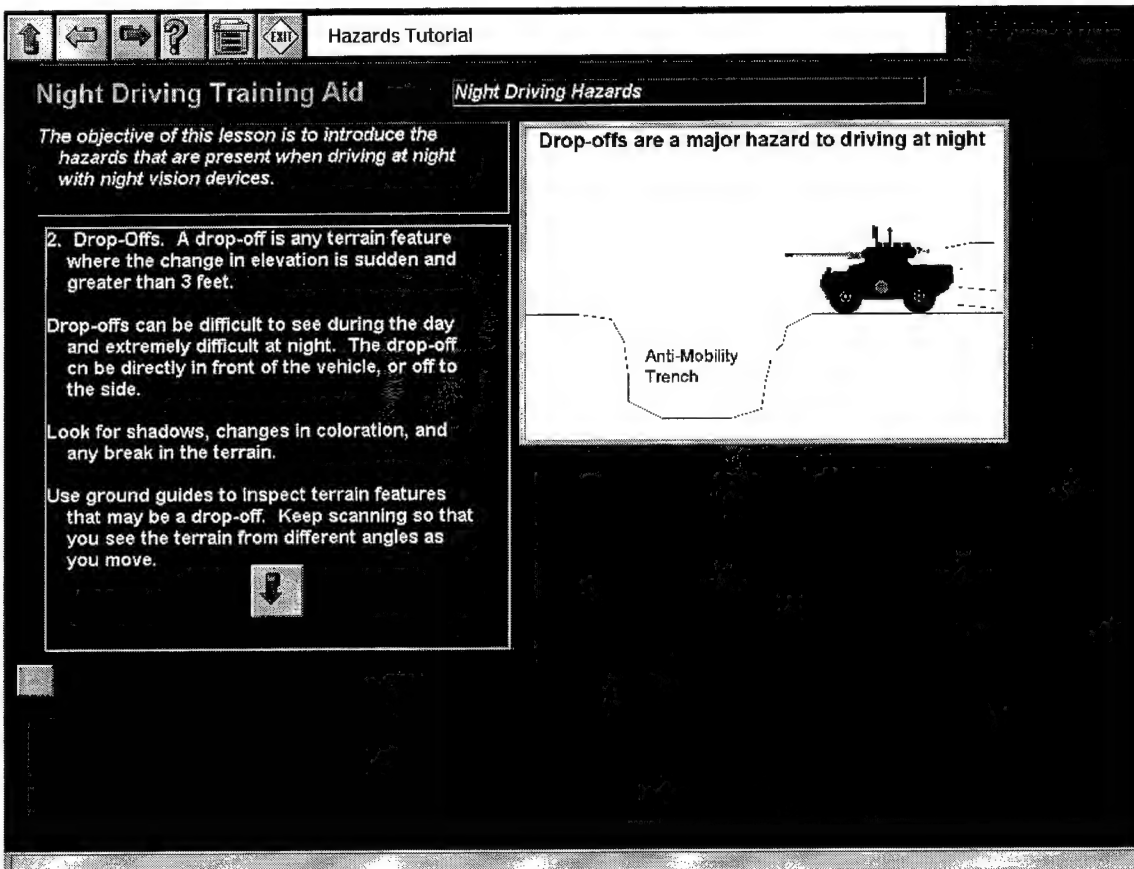 EXIT
Hazards Tutorial
Night Driving Training Aid
Night Driving Hazards
The objective of this lesson is to introduce the
hazards that are present when driving at night
with night vision devices.
2. Drop-Offs. A drop-off is any terrain feature
where the change in elevation is sudden and
greater than 3 feet.
Drop-offs can be difficult to see during the day
and extremely difficult at night. The drop-off
cn be directly in front of the vehicle, or off to
the side.
Look for shadows, changes in coloration, and
any break in the terrain.
Use ground guides to inspect terrain features
that may be a drop-off. Keep scanning so that
you see the terrain from different angles as
you move.
Drop-offs are a major hazard to driving at night
Anti-Mobility
Trench